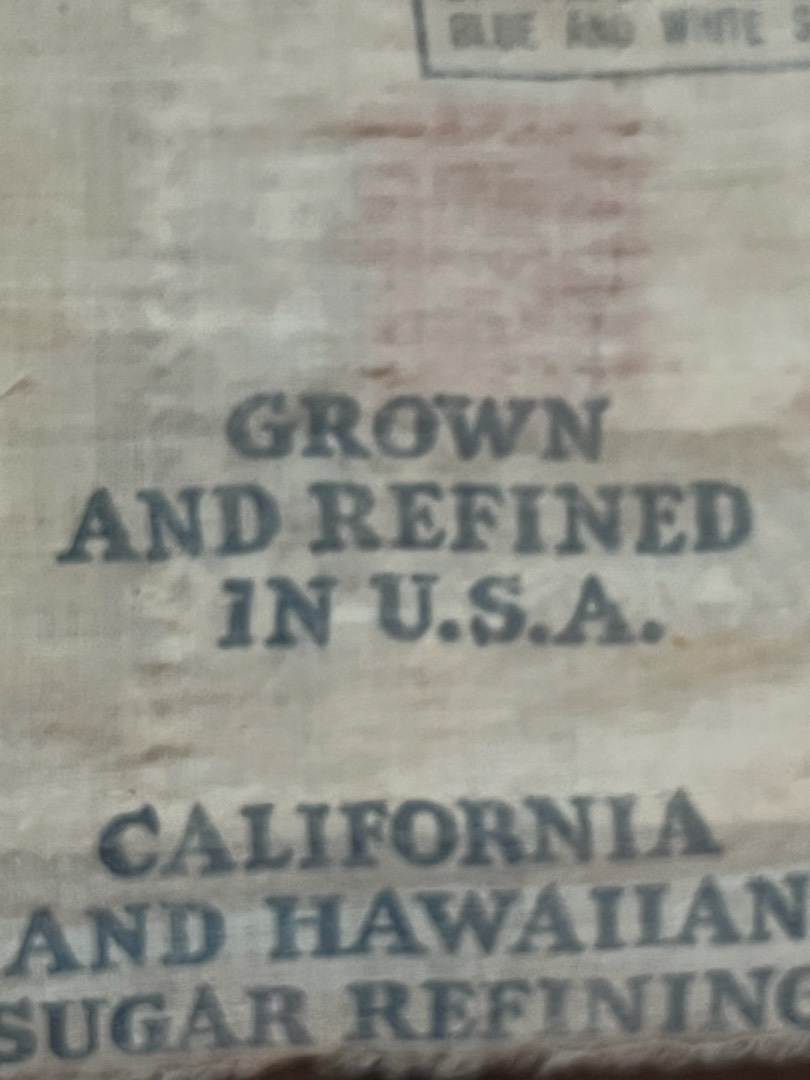 BLUE AND WHITE
GROWN
AND REFINED
IN U.S.A.
CALIFORNIA
AND HAWAIIAN
SUGAR REFINING